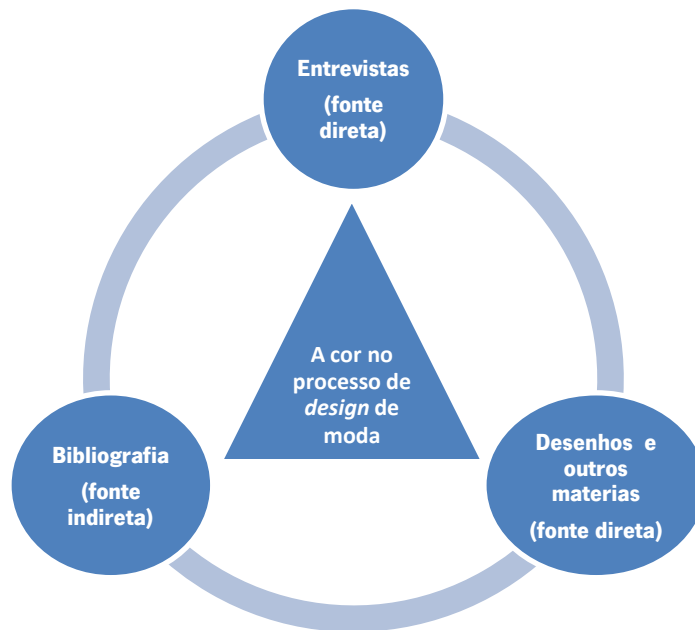 Entrevistas
(fonte
direta)
A cor no
processo de
design de
moda
Bibliografia
(fonte
indireta)
Desenhos e
outros
materias
(fonte direta)